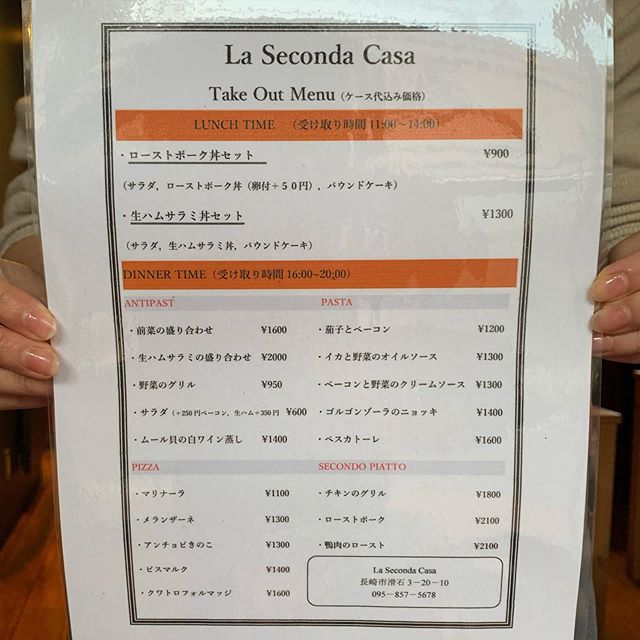 La Seconda Casa
Take Out Menu (ケース代込み価格)
LUNCH TIME (受け取り時間 11:00~14:00)
・ローストポーク丼セット ¥900
(サラダ, ローストポーク丼(卵付+50円), パウンドケーキ)
・生ハムサラミ丼セット ¥1300
(サラダ, 生ハムサラミ丼, パウンドケーキ)
DINNER TIME (受け取り時間 16:00~20:00)
ANTIPAST
・前菜の盛り合わせ ¥1600
・生ハムサラミの盛り合わせ ¥2000
・野菜のグリル ¥950
・サラダ (+250円ベーコン, 生ハム+350円 ¥600
・ムール貝の白ワイン蒸し ¥1400
PASTA
・茄子とベーコン ¥1200
・イカと野菜のオイルソース ¥1300
・ベーコンと野菜のクリームソース ¥1300
・ゴルゴンゾーラのニョッキ ¥1400
・ペスカトーレ ¥1600
PIZZA
・マリナーラ ¥1100
・メランザーネ ¥1300
・アンチョビきのこ ¥1300
・ビスマルク ¥1400
・クワトロフォルマッジ ¥1600
SECONDO PIATTO
・チキンのグリル ¥1800
・ローストポーク ¥2100
・鴨肉のロースト ¥2100
La Seconda Casa
長崎市滑石3-20-10
095-857-5678